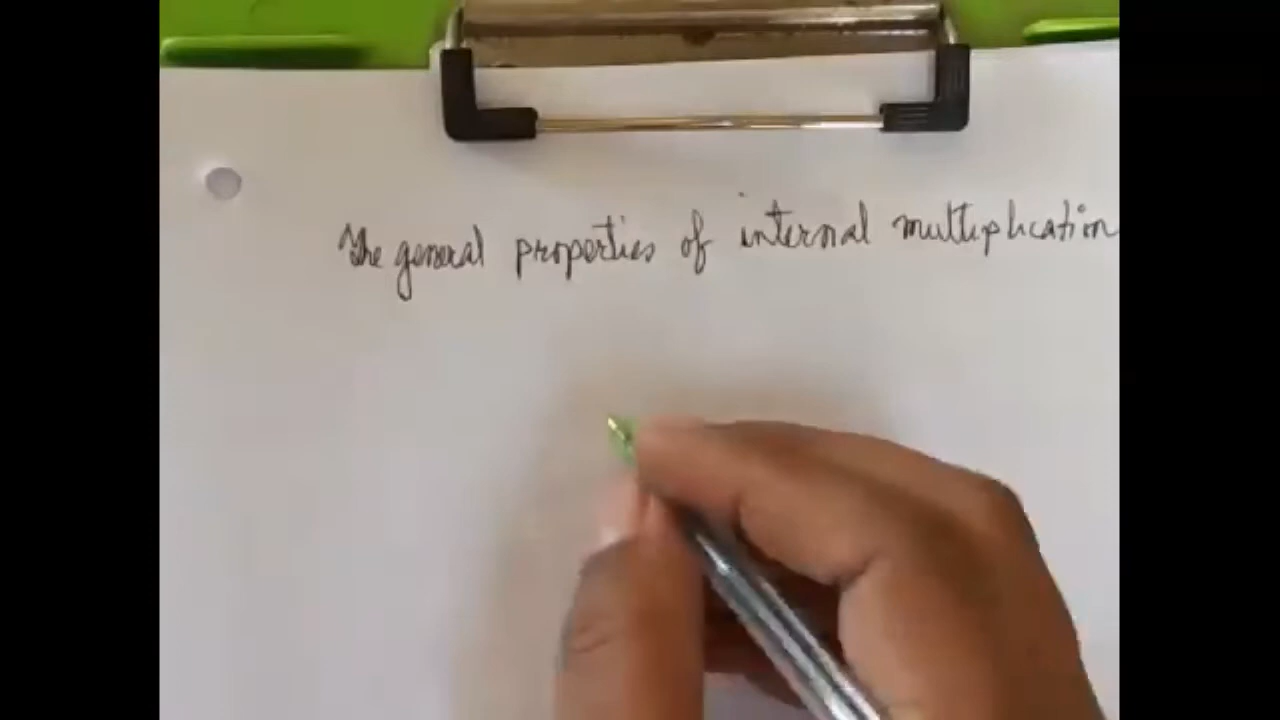 The general properties of internal multiplication